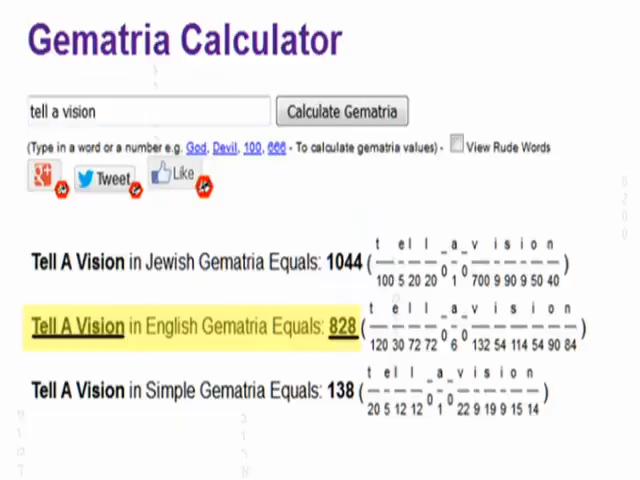 Gematria Calculator
tell a vision
Calculate Gematria
(Type in a word or a number e.g. God, Devil, 100, 666 - To calculate gematria values) - View Rude Words
g+ Tweet Like
t e l l _ a _ v i s i o n
Tell A Vision in Jewish Gematria Equals: 1044 (
100 5 20 20 0 1 0 700 9 90 9 50 40 )
t e l l _ a _ v i s i o n
Tell A Vision in English Gematria Equals: 828 (
120 30 72 72 0 6 0 132 54 114 54 90 84 )
t e l l _ a _ v i s i o n
Tell A Vision in Simple Gematria Equals: 138 (
20 5 12 12 0 1 0 22 9 19 9 15 14 )